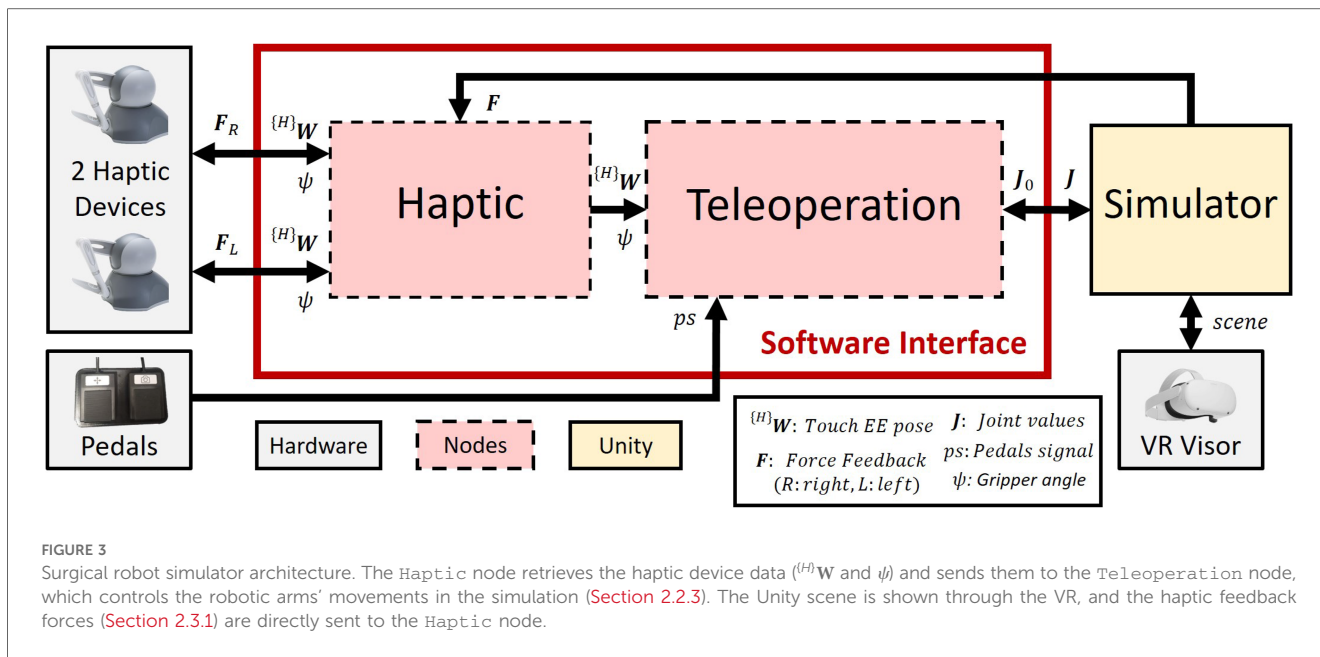 2 Haptic
Devices
Pedals
F_R
{H}W
ψ
F_L
{H}W
ψ
F
Haptic
{H}W
ψ
Teleoperation
ps
J₀
J
Simulator
scene
VR Visor
Software Interface
Hardware
Nodes
Unity
{H}W: Touch EE pose
F: Force Feedback
(R: right, L: left)
J: Joint values
ps: Pedals signal
ψ: Gripper angle
FIGURE 3
Surgical robot simulator architecture. The Haptic node retrieves the haptic device data ({H}W and ψ) and sends them to the Teleoperation node,
which controls the robotic arms' movements in the simulation (Section 2.2.3). The Unity scene is shown through the VR, and the haptic feedback
forces (Section 2.3.1) are directly sent to the Haptic node.